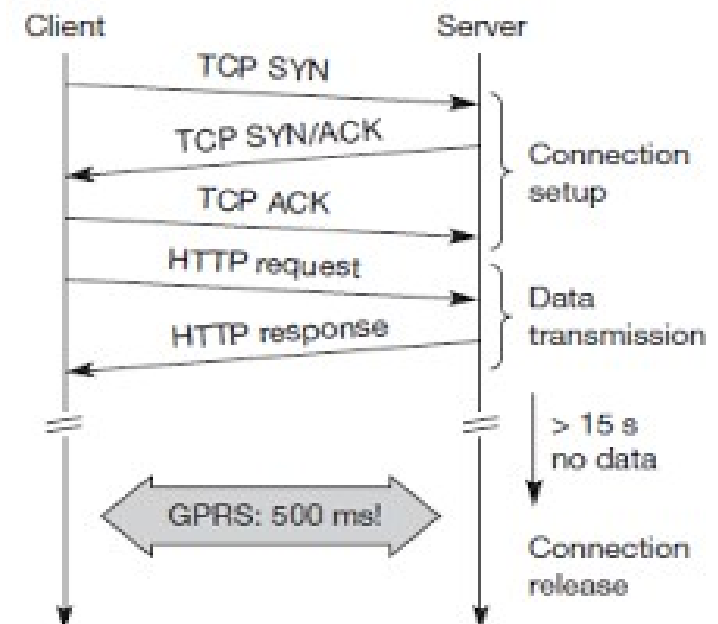 Client
Server
TCP SYN
TCP SYN/ACK
Connection
setup
TCP ACK
HTTP request
Data
transmission
HTTP response
> 15 s
no data
GPRS: 500 ms!
Connection
release